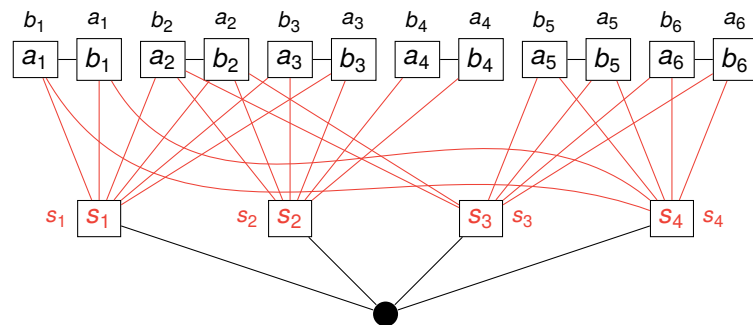 b₁ a₁ b₂ a₂ b₃ a₃ b₄ a₄ b₅ a₅ b₆ a₆
a₁ b₁ a₂ b₂ a₃ b₃ a₄ b₄ a₅ b₅ a₆ b₆
s₁ s₁ s₂ s₂ s₃ s₃ s₄ s₄